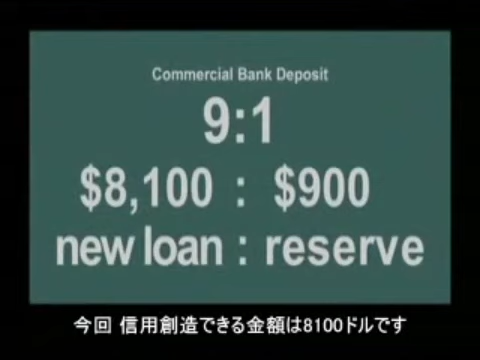 Commercial Bank Deposit
9:1
$8,100 : $900
new loan : reserve
今回 信用創造できる金額は8100ドルです